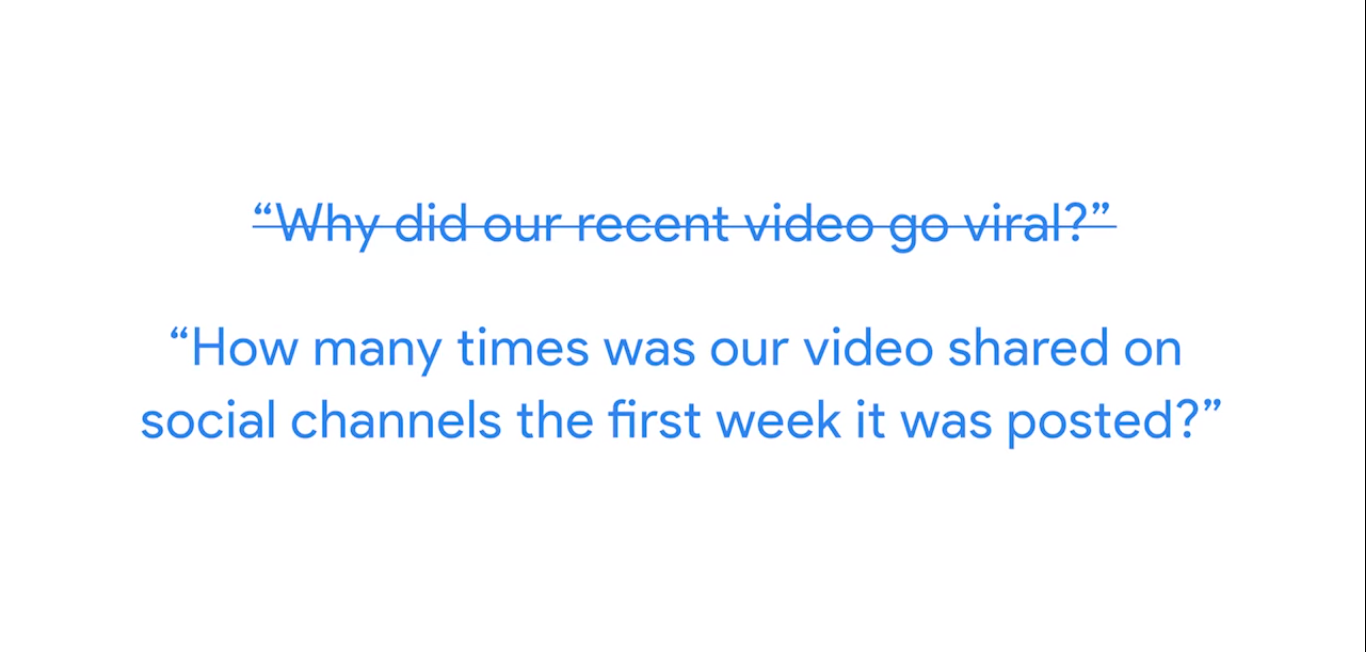 “Why did our recent video go viral?”
“How many times was our video shared on
social channels the first week it was posted?”